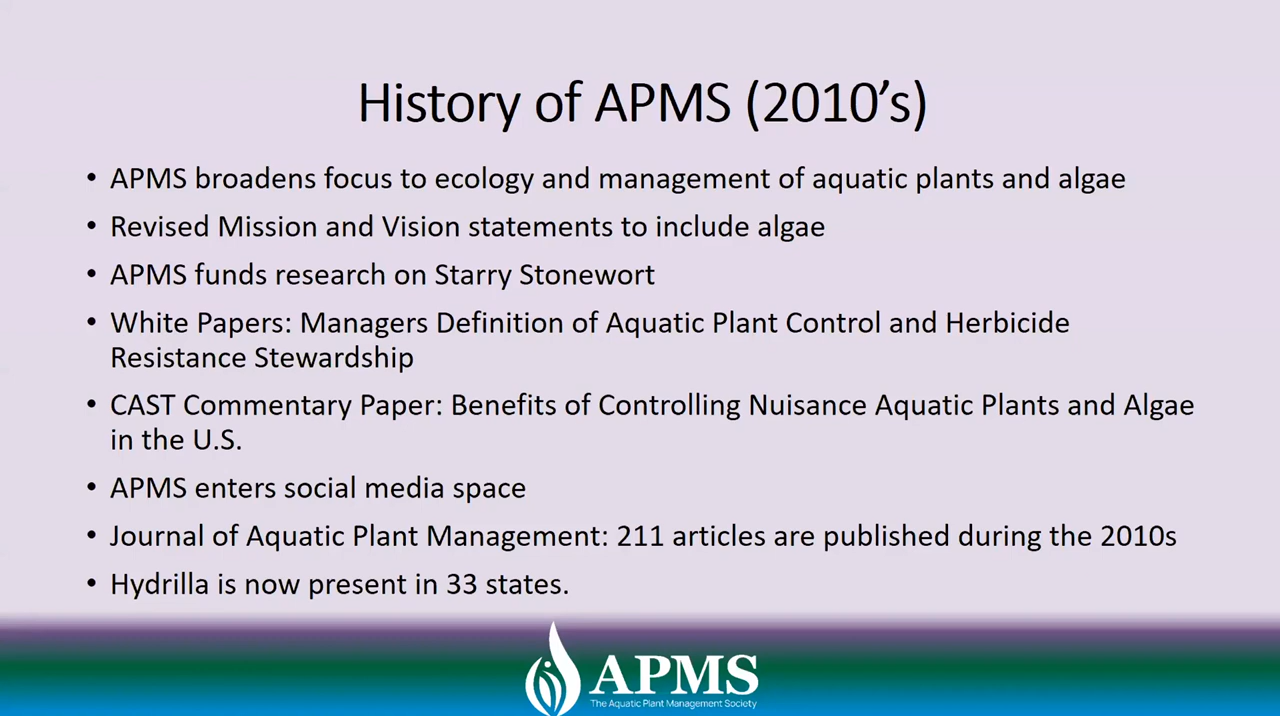 History of APMS (2010’s)
• APMS broadens focus to ecology and management of aquatic plants and algae
• Revised Mission and Vision statements to include algae
• APMS funds research on Starry Stonewort
• White Papers: Managers Definition of Aquatic Plant Control and Herbicide
Resistance Stewardship
• CAST Commentary Paper: Benefits of Controlling Nuisance Aquatic Plants and Algae
in the U.S.
• APMS enters social media space
• Journal of Aquatic Plant Management: 211 articles are published during the 2010s
• Hydrilla is now present in 33 states.
APMS
The Aquatic Plant Management Society